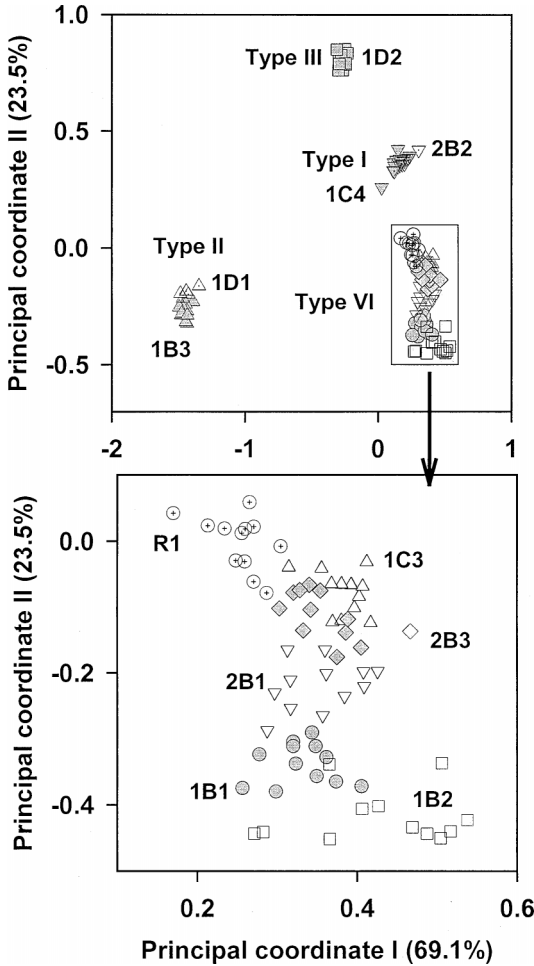 Principal coordinate II (23.5%)
1.0
0.5
0.0
-0.5
Type III
1D2
Type I
2B2
1C4
Type II
1D1
1B3
Type VI
-2
-1
0
1
Principal coordinate II (23.5%)
0.0
-0.2
-0.4
R1
1C3
2B3
2B1
1B1
1B2
0.2
0.4
0.6
Principal coordinate I (69.1%)